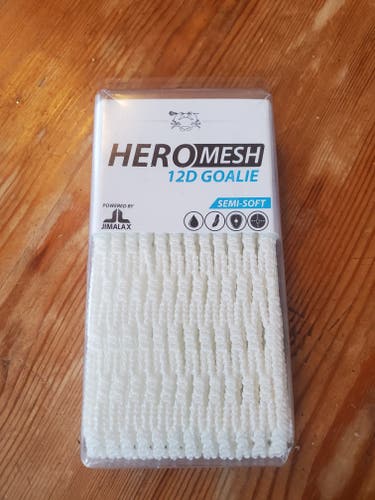 HEROMESH
12D GOALIE
SEMI-SOFT
POWERED BY
JIMALAX